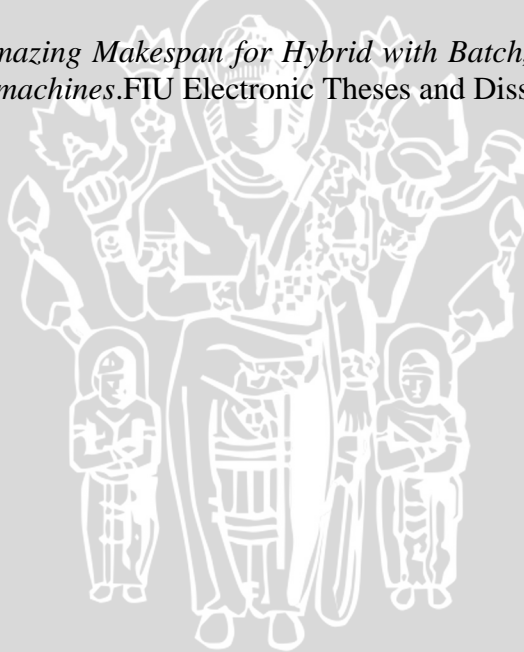 mazing Makespan for Hybrid with Batch,
machines.FIU Electronic Theses and Diss